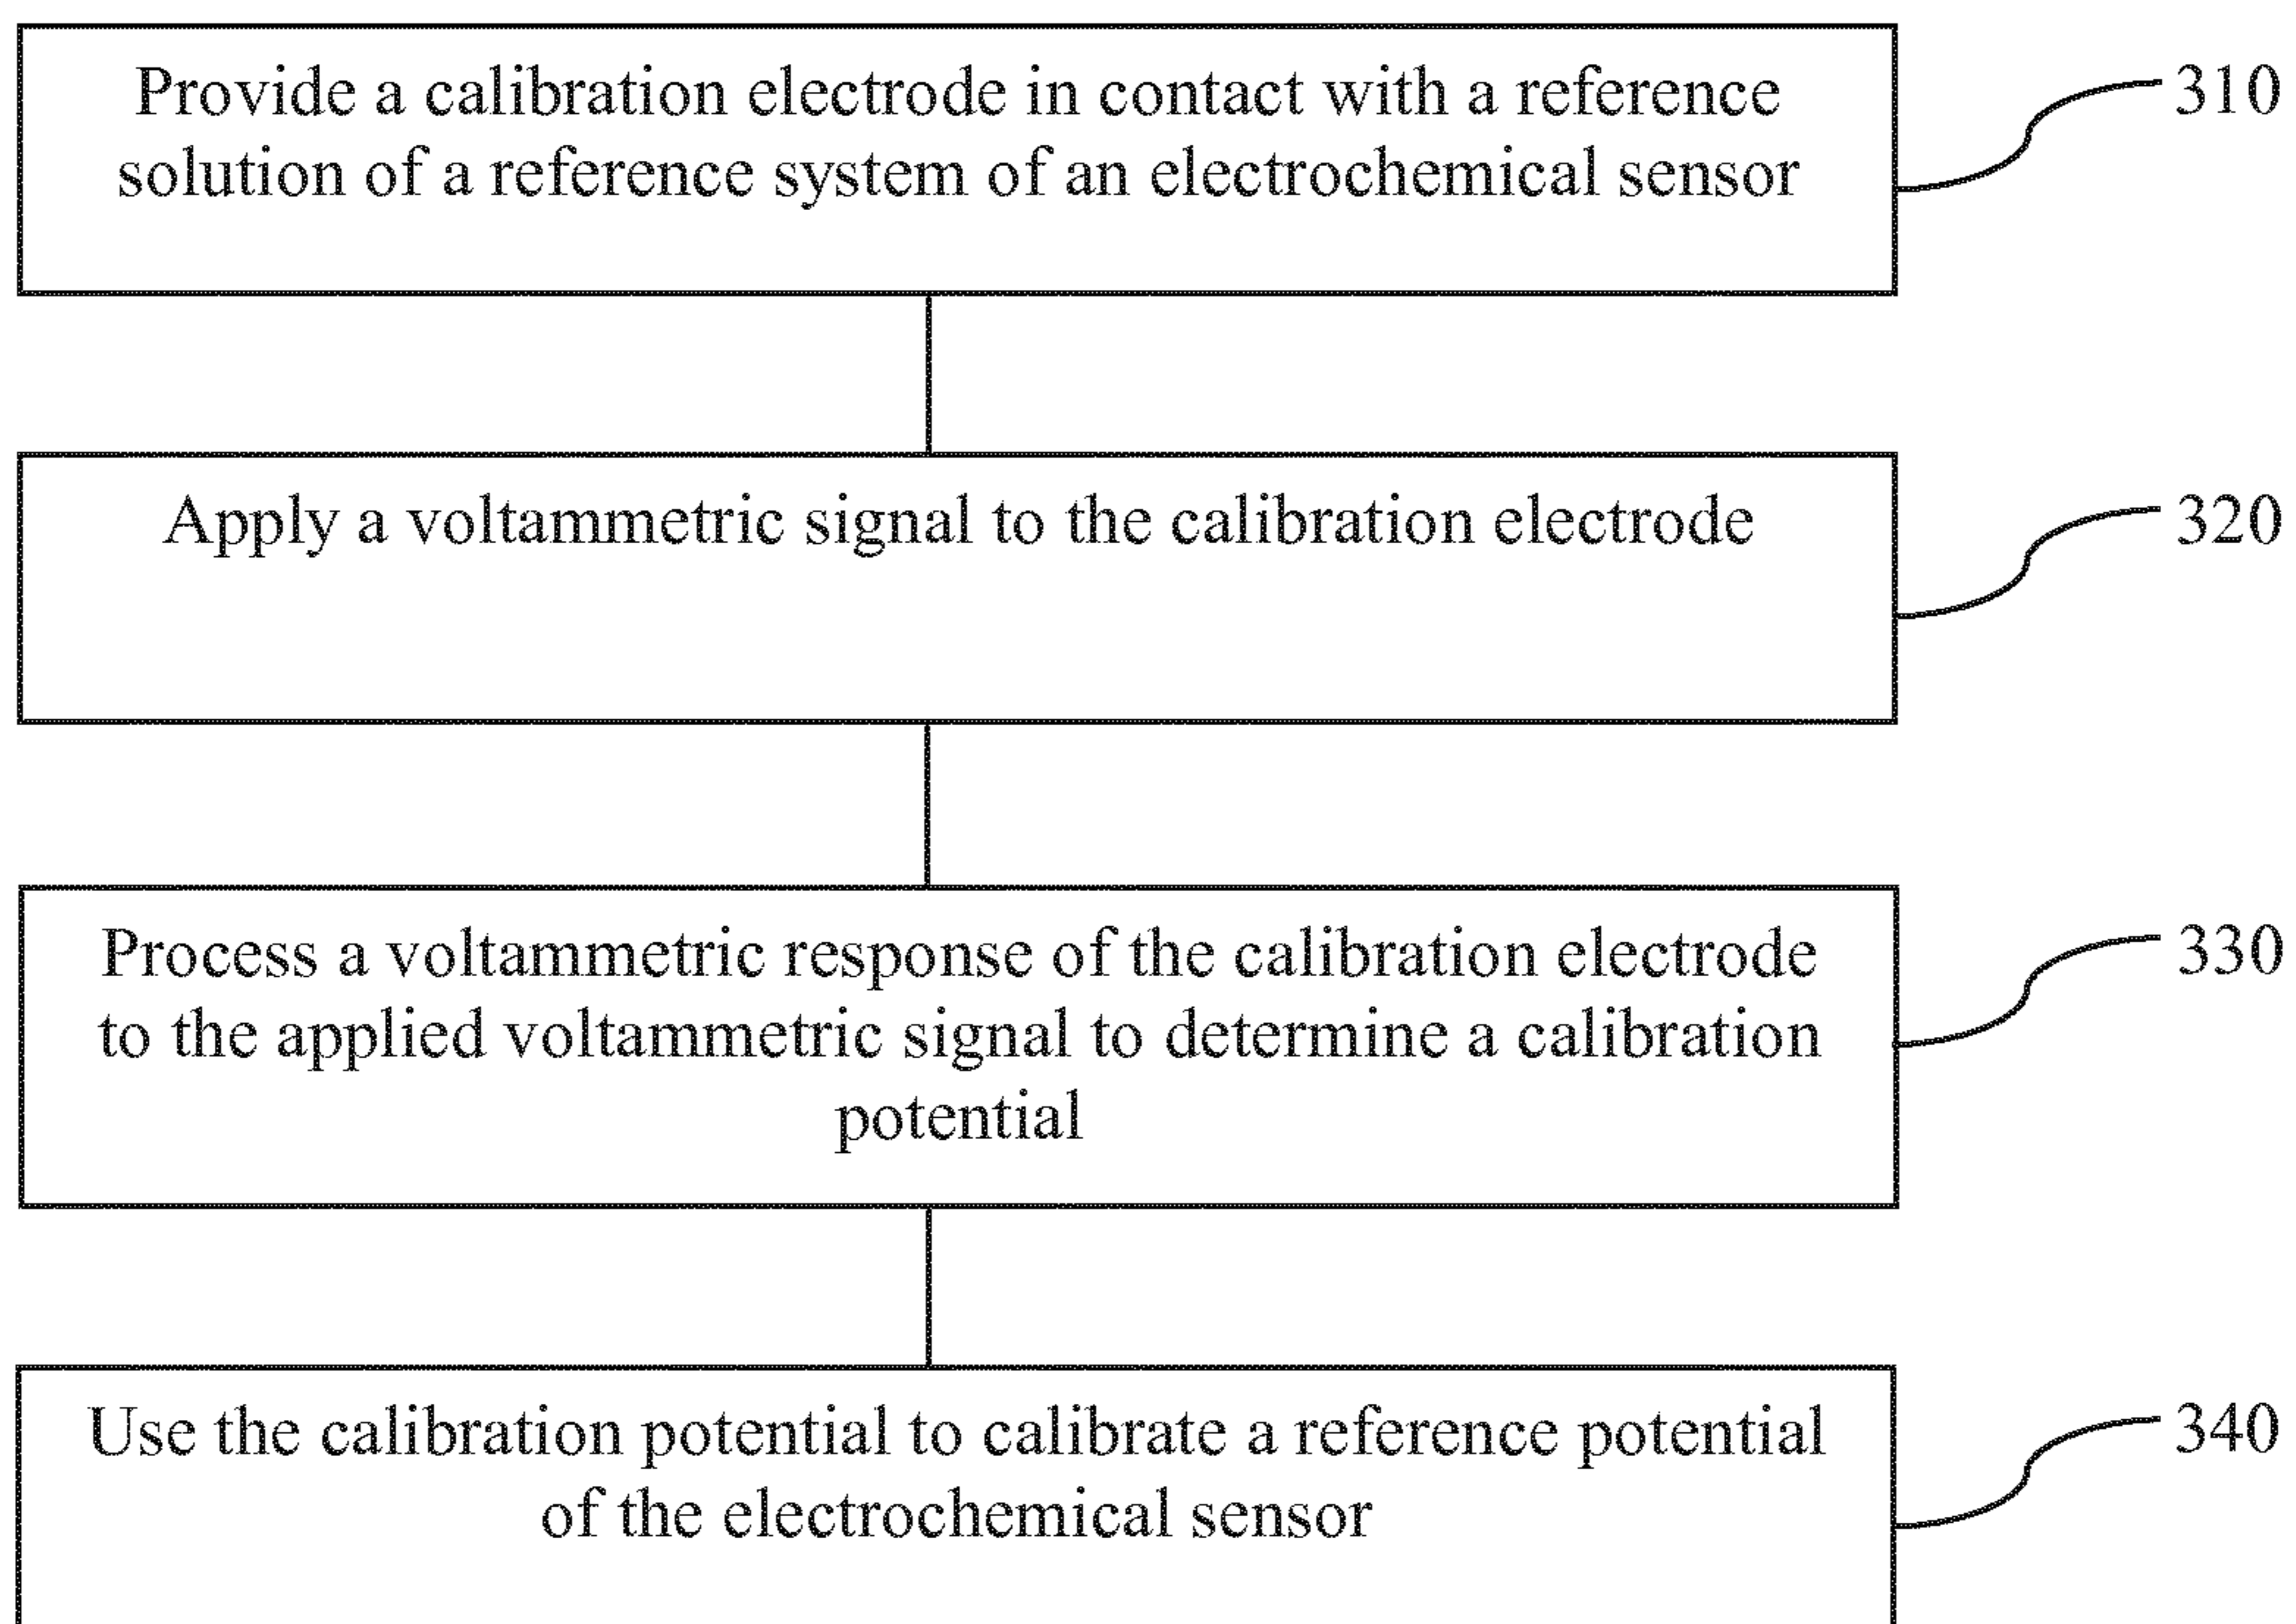 Provide a calibration electrode in contact with a reference
solution of a reference system of an electrochemical sensor
310
Apply a voltammetric signal to the calibration electrode
320
Process a voltammetric response of the calibration electrode
to the applied voltammetric signal to determine a calibration
potential
330
Use the calibration potential to calibrate a reference potential
of the electrochemical sensor
340